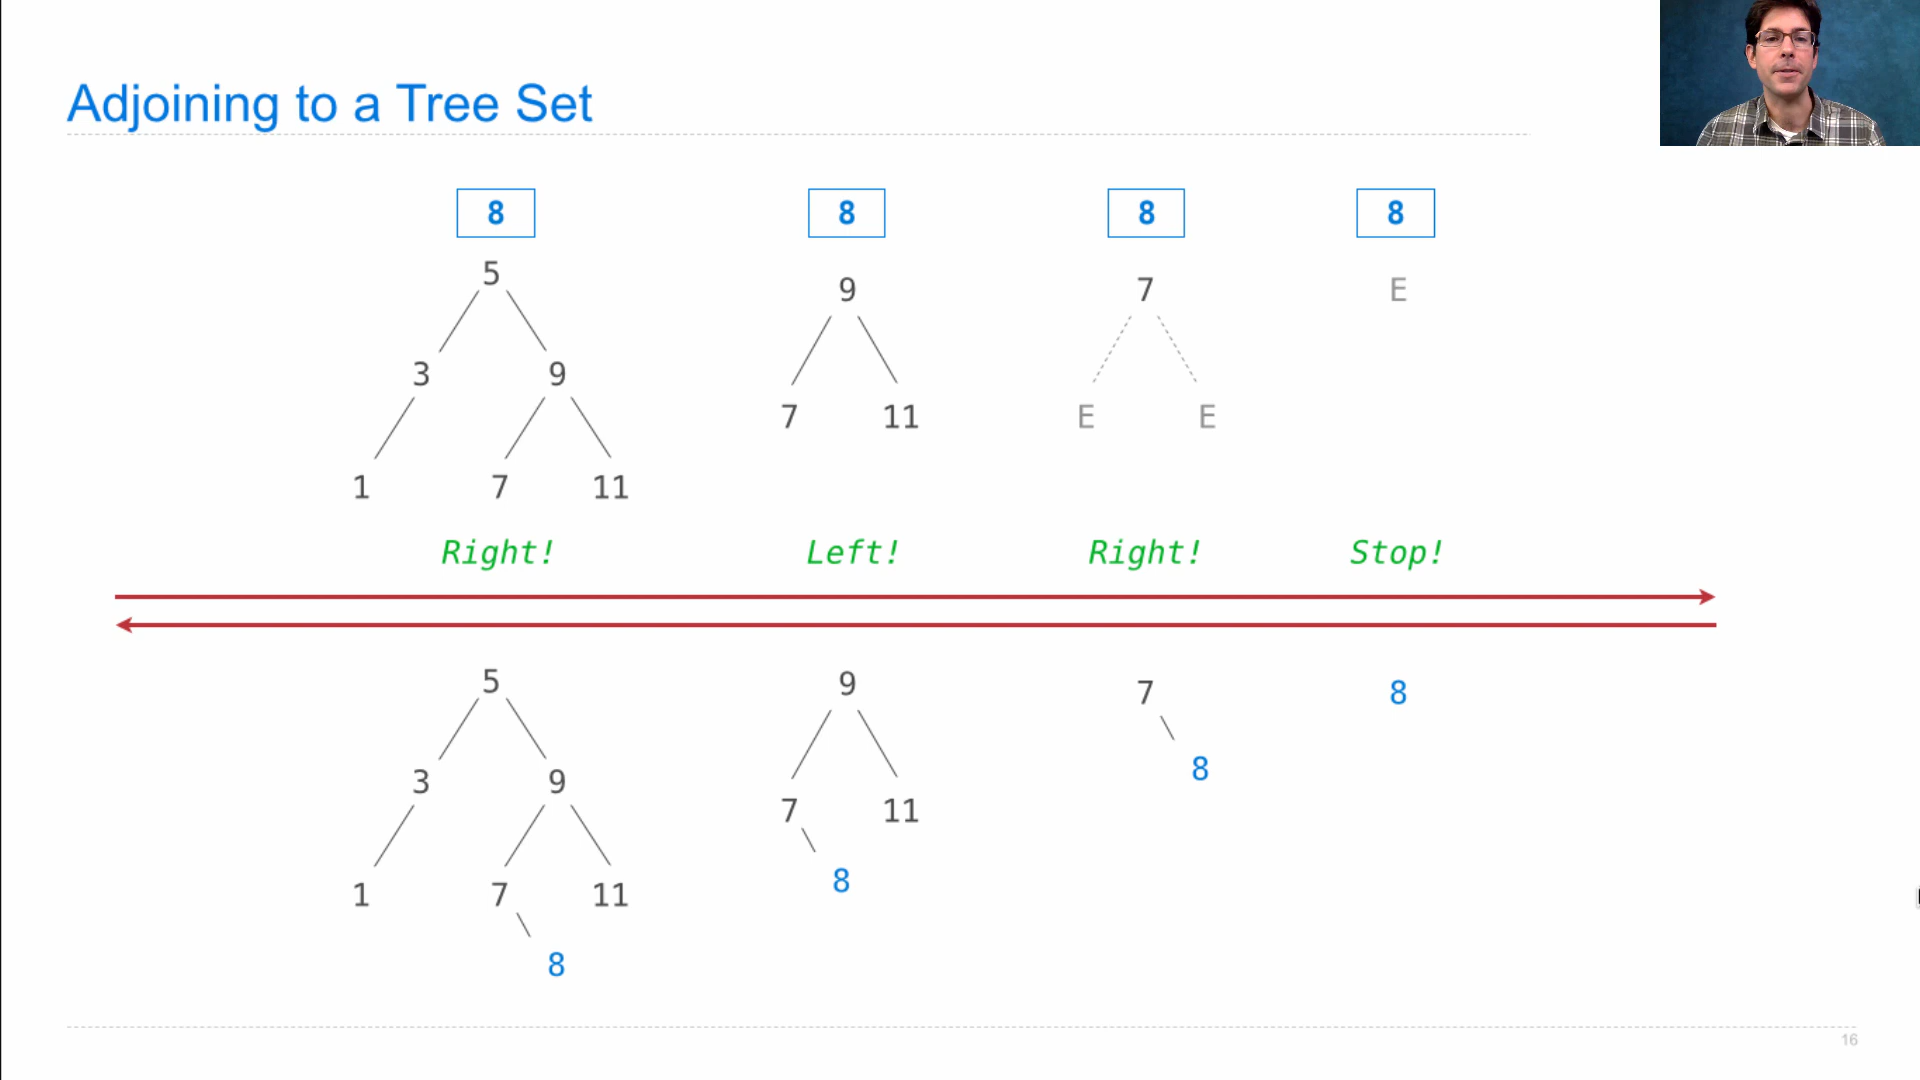 Adjoining to a Tree Set
8 8 8 8
5 9 7 E
3 9
7 11 E E
1 7 11
Right! Left! Right! Stop!
5 9 7 8
3 9 8
7 11
1 7 11 8
8
16